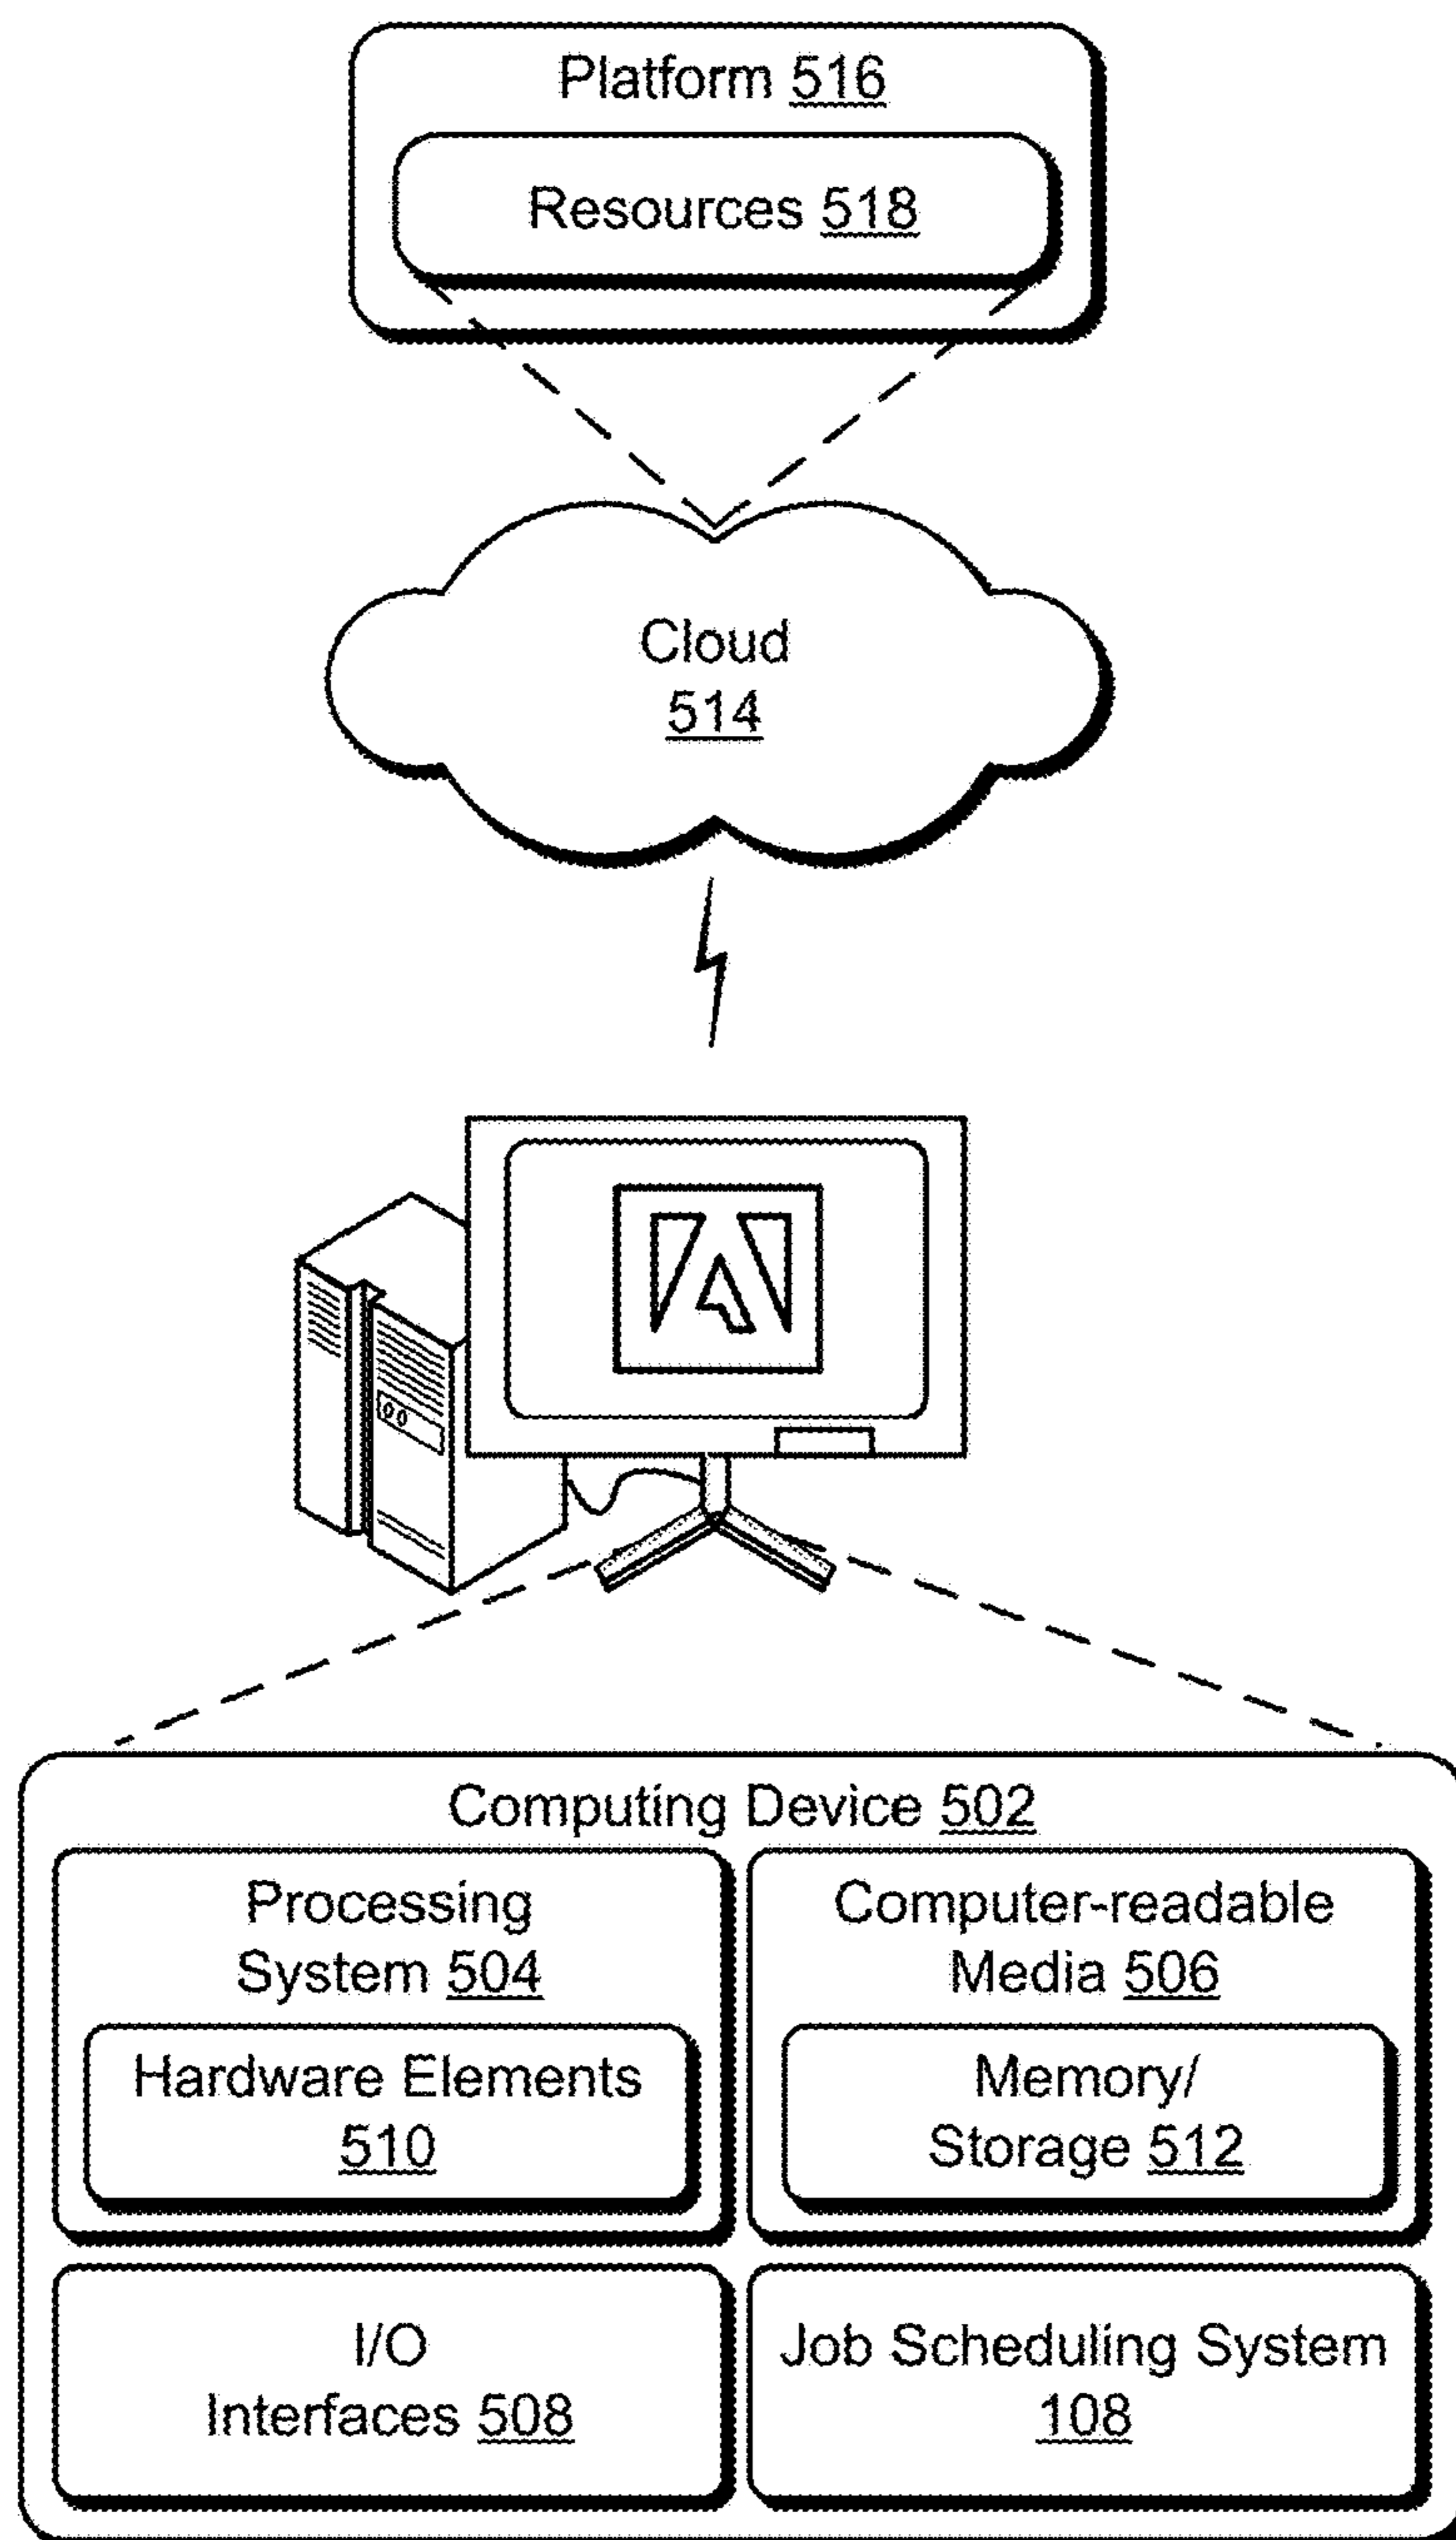 Platform 516
Resources 518
Cloud
514
Computing Device 502
Processing
System 504
Hardware Elements
510
Computer-readable
Media 506
Memory/
Storage 512
I/O
Interfaces 508
Job Scheduling System
108